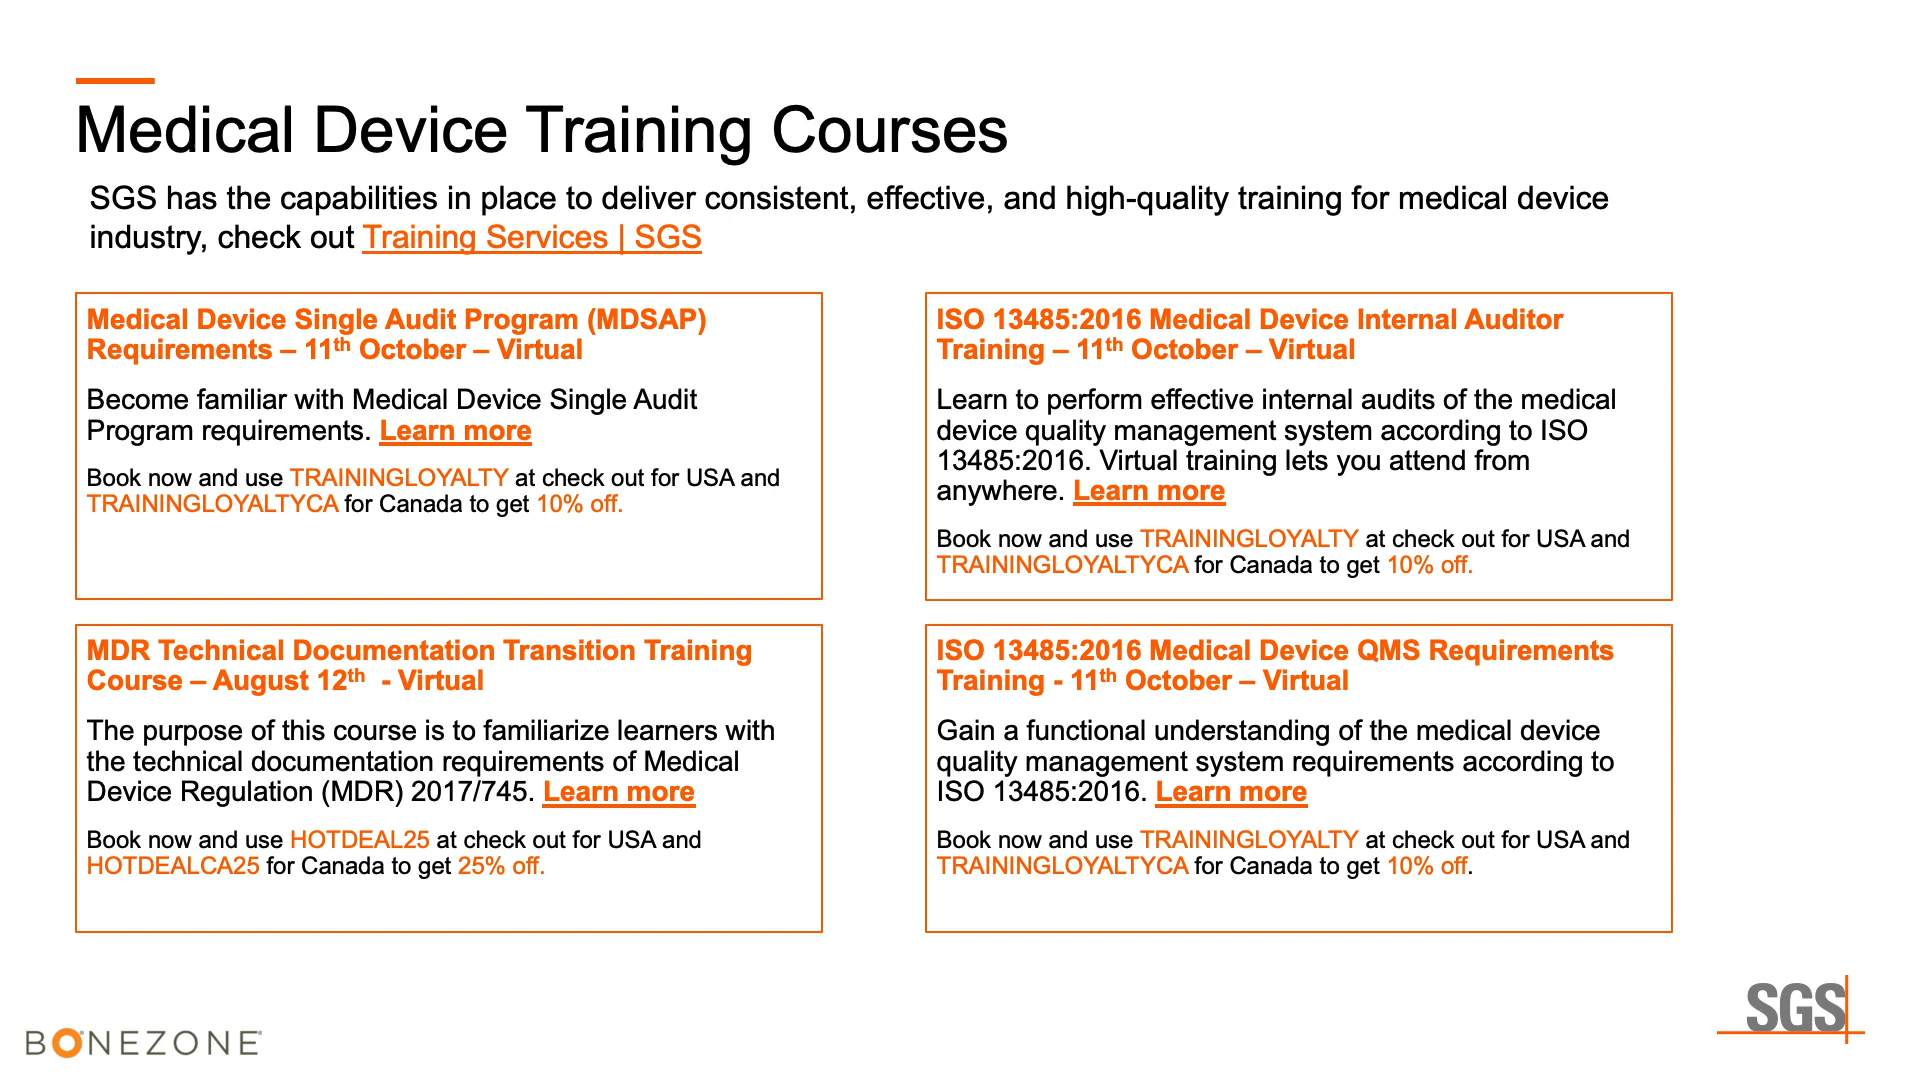 Medical Device Training Courses
SGS has the capabilities in place to deliver consistent, effective, and high-quality training for medical device
industry, check out Training Services | SGS
Medical Device Single Audit Program (MDSAP)
Requirements – 11th October – Virtual
Become familiar with Medical Device Single Audit
Program requirements. Learn more
Book now and use TRAININGLOYALTY at check out for USA and
TRAININGLOYALTYCA for Canada to get 10% off.
ISO 13485:2016 Medical Device Internal Auditor
Training – 11th October – Virtual
Learn to perform effective internal audits of the medical
device quality management system according to ISO
13485:2016. Virtual training lets you attend from
anywhere. Learn more
Book now and use TRAININGLOYALTY at check out for USA and
TRAININGLOYALTYCA for Canada to get 10% off.
MDR Technical Documentation Transition Training
Course – August 12th  - Virtual
The purpose of this course is to familiarize learners with
the technical documentation requirements of Medical
Device Regulation (MDR) 2017/745. Learn more
Book now and use HOTDEAL25 at check out for USA and
HOTDEALCA25 for Canada to get 25% off.
ISO 13485:2016 Medical Device QMS Requirements
Training - 11th October – Virtual
Gain a functional understanding of the medical device
quality management system requirements according to
ISO 13485:2016. Learn more
Book now and use TRAININGLOYALTY at check out for USA and
TRAININGLOYALTYCA for Canada to get 10% off.
BONEZONE
SGS